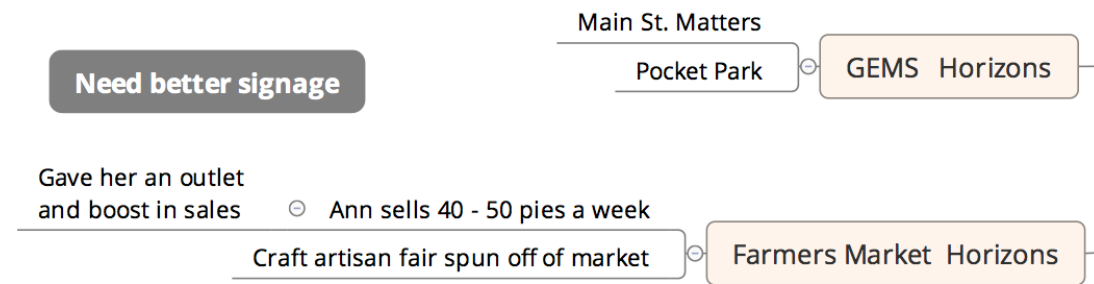 Main St. Matters
Pocket Park
GEMS Horizons
Need better signage
Gave her an outlet
and boost in sales
Ann sells 40 - 50 pies a week
Craft artisan fair spun off of market
Farmers Market Horizons